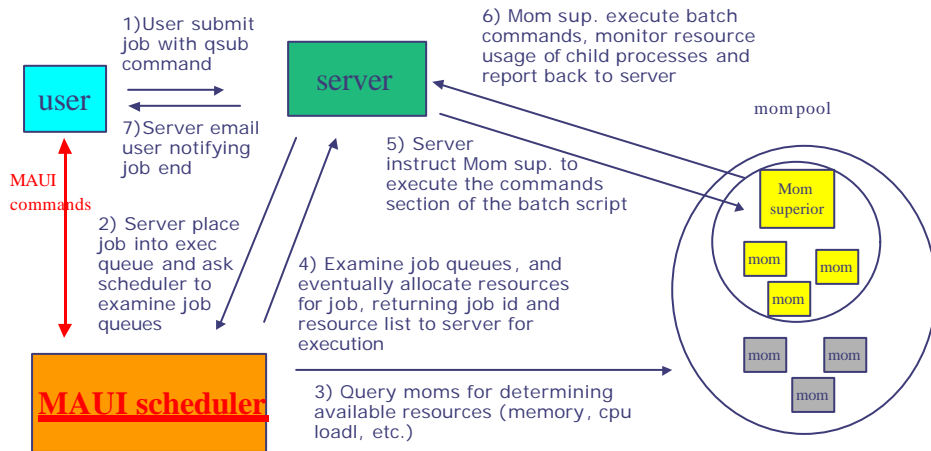 1)User submit
job with qsub
command
6) Mom sup. execute batch
commands, monitor resource
usage of child processes and
report back to server
user
server
mom pool
7)Server email
user notifying
job end
5) Server
instruct Mom sup. to
execute the commands
section of the batch script
MAUI
commands
Mom
superior
mom
mom
mom
2) Server place
job into exec
queue and ask
scheduler to
examine job
queues
4) Examine job queues, and
eventually allocate resources
for job, returning job id and
resource list to server for
execution
mom
mom
mom
MAUI scheduler
3) Query moms for determining
available resources (memory, cpu
loadl, etc.)